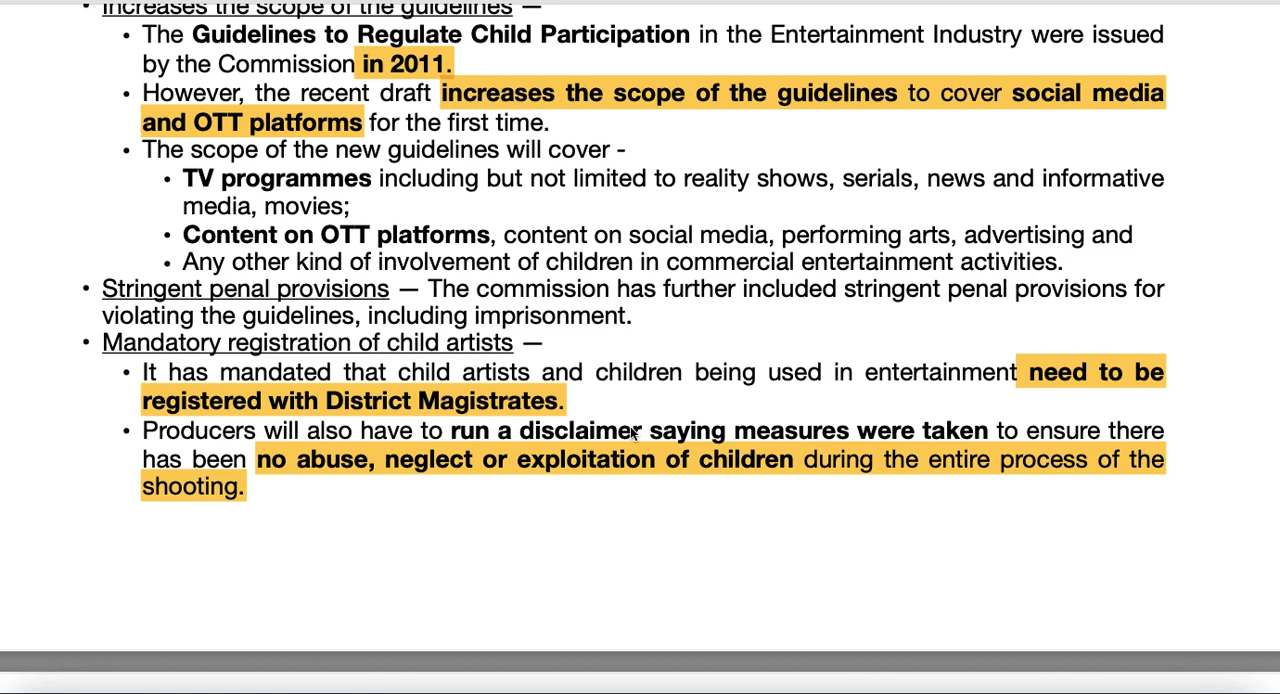 • Increases the scope of the guidelines —
• The Guidelines to Regulate Child Participation in the Entertainment Industry were issued
by the Commission in 2011.
• However, the recent draft increases the scope of the guidelines to cover social media
and OTT platforms for the first time.
• The scope of the new guidelines will cover -
• TV programmes including but not limited to reality shows, serials, news and informative
media, movies;
• Content on OTT platforms, content on social media, performing arts, advertising and
• Any other kind of involvement of children in commercial entertainment activities.
• Stringent penal provisions — The commission has further included stringent penal provisions for
violating the guidelines, including imprisonment.
• Mandatory registration of child artists —
• It has mandated that child artists and children being used in entertainment need to be
registered with District Magistrates.
• Producers will also have to run a disclaimer saying measures were taken to ensure there
has been no abuse, neglect or exploitation of children during the entire process of the
shooting.